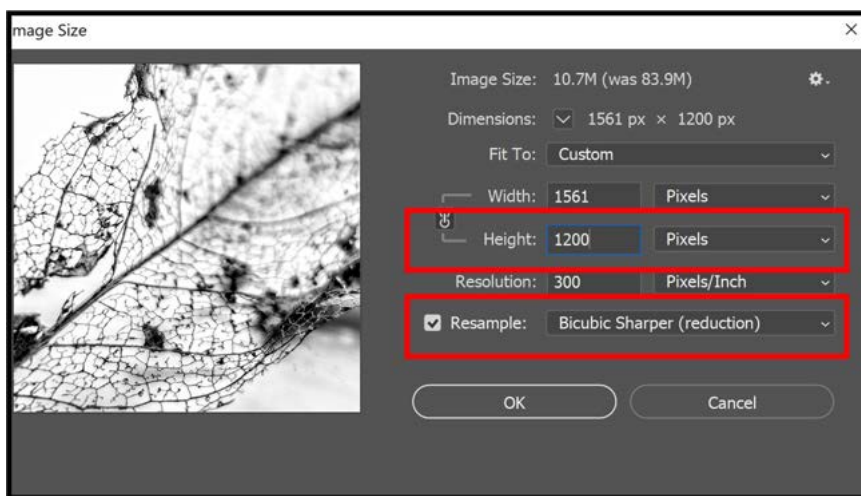 mage Size
Image Size: 10.7M (was 83.9M)
Dimensions: 1561 px × 1200 px
Fit To: Custom
Width: 1561 Pixels
Height: 1200 Pixels
Resolution: 300 Pixels/Inch
Resample: Bicubic Sharper (reduction)
OK Cancel